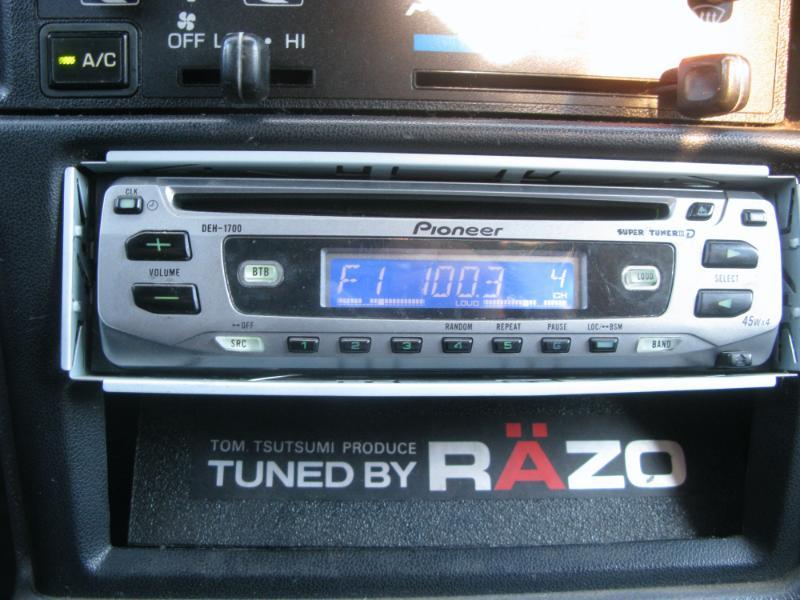 A/C
OFF LO • HI
CLK
DEH-1700
Pioneer
SUPER TUNER III D
+
VOLUME
−
BTB
F1 100.3 4
LOUD
CH
LOUD
SELECT
45W×4
OFF
SRC
1
2
3
RANDOM
4
REPEAT
5
PAUSE
6
LOC/BSM
BAND
TOM. TSUTSUMI PRODUCE
TUNED BY RÄZO